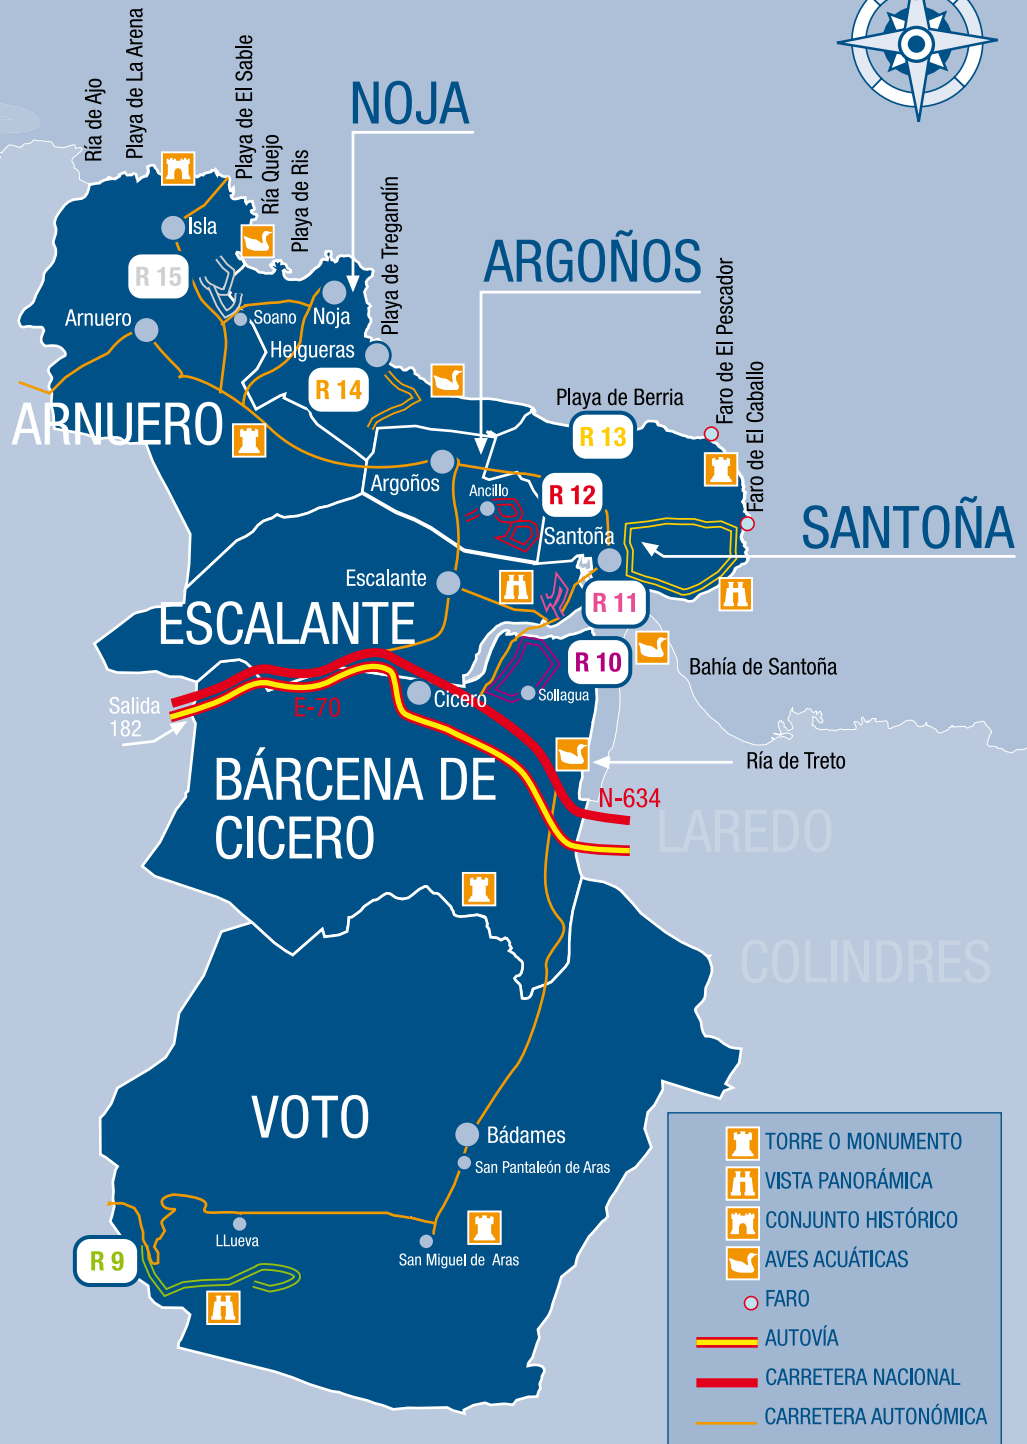 Ría de Ajo
Playa de La Arena
Playa de El Sable
Ría Quejo
Playa de Ris
NOJA
Playa de Tregandín
ARGOÑOS
Isla
R 15
Soano
Noja
Arnuero
Helgueras
R 14
ARNUERO
Playa de Berria
R 13
Faro de El Pescador
Faro de El Caballo
Argoños
Ancillo
R 12
Santoña
SANTOÑA
Escalante
ESCALANTE
R 11
R 10
Bahía de Santoña
Salida
182
E-70
Cicero
Sollagua
BÁRCENA DE
CICERO
Ría de Treto
N-634
LAREDO
COLINDRES
VOTO
Bádames
San Pantaleón de Aras
LLueva
San Miguel de Aras
R 9
TORRE O MONUMENTO
VISTA PANORÁMICA
CONJUNTO HISTÓRICO
AVES ACUÁTICAS
FARO
AUTOVÍA
CARRETERA NACIONAL
CARRETERA AUTONÓMICA